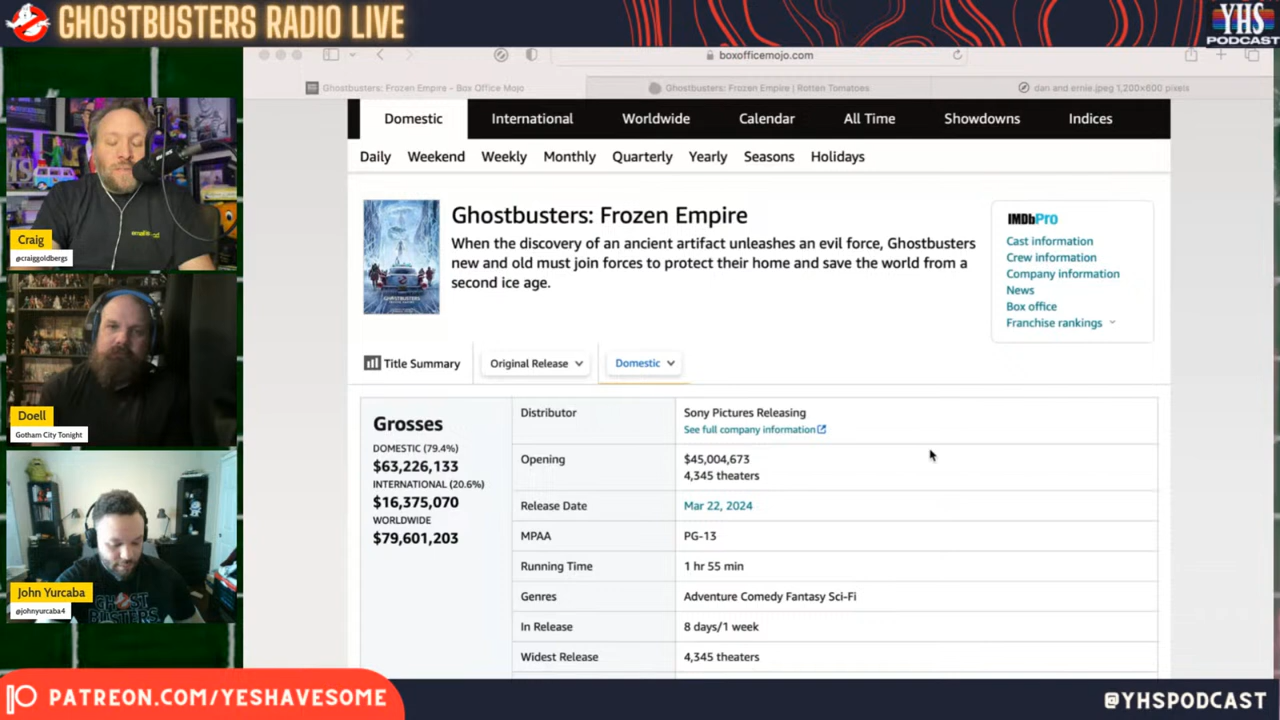 GHOSTBUSTERS RADIO LIVE
YHS
PODCAST
boxofficemojo.com
Ghostbusters: Frozen Empire - Box Office Mojo
Ghostbusters: Frozen Empire | Rotten Tomatoes
dan and ernie.jpeg 1,200×600 pixels
Domestic
International
Worldwide
Calendar
All Time
Showdowns
Indices
Daily
Weekend
Weekly
Monthly
Quarterly
Yearly
Seasons
Holidays
Ghostbusters: Frozen Empire
When the discovery of an ancient artifact unleashes an evil force, Ghostbusters
new and old must join forces to protect their home and save the world from a
second ice age.
GHOSTBUSTERS
IMDbPro
Cast information
Crew information
Company information
News
Box office
Franchise rankings
Title Summary
Original Release
Domestic
Grosses
DOMESTIC (79.4%)
$63,226,133
INTERNATIONAL (20.6%)
$16,375,070
WORLDWIDE
$79,601,203
Distributor
Sony Pictures Releasing
See full company information
Opening
$45,004,673
4,345 theaters
Release Date
Mar 22, 2024
MPAA
PG-13
Running Time
1 hr 55 min
Genres
Adventure Comedy Fantasy Sci-Fi
In Release
8 days/1 week
Widest Release
4,345 theaters
Craig
@craiggoldbergs
Doell
Gotham City Tonight
John Yurcaba
@johnyurcaba4
GHOST
BUSTERS
PATREON.COM/YESHAVESOME
@YHSPODCAST